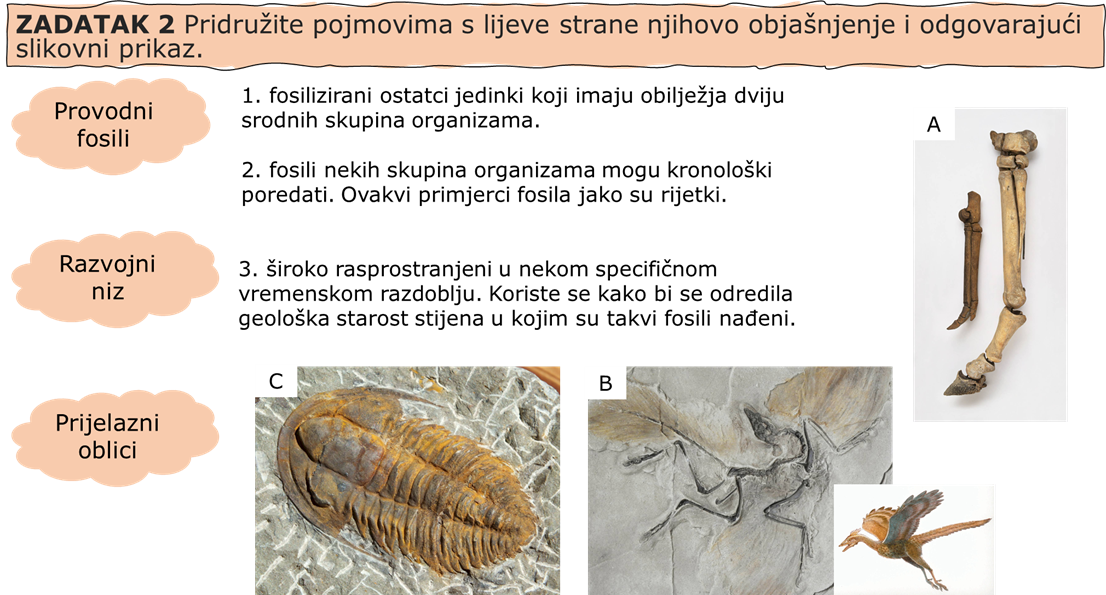 ZADATAK 2 Pridružite pojmovima s lijeve strane njihovo objašnjenje i odgovarajući
slikovni prikaz.
Provodni
fosili
1. fosilizirani ostatci jedinki koji imaju obilježja dviju
srodnih skupina organizama.
2. fosili nekih skupina organizama mogu kronološki
poredati. Ovakvi primjerci fosila jako su rijetki.
A
Razvojni
niz
3. široko rasprostranjeni u nekom specifičnom
vremenskom razdoblju. Koriste se kako bi se odredila
geološka starost stijena u kojim su takvi fosili nađeni.
Prijelazni
oblici
C
B